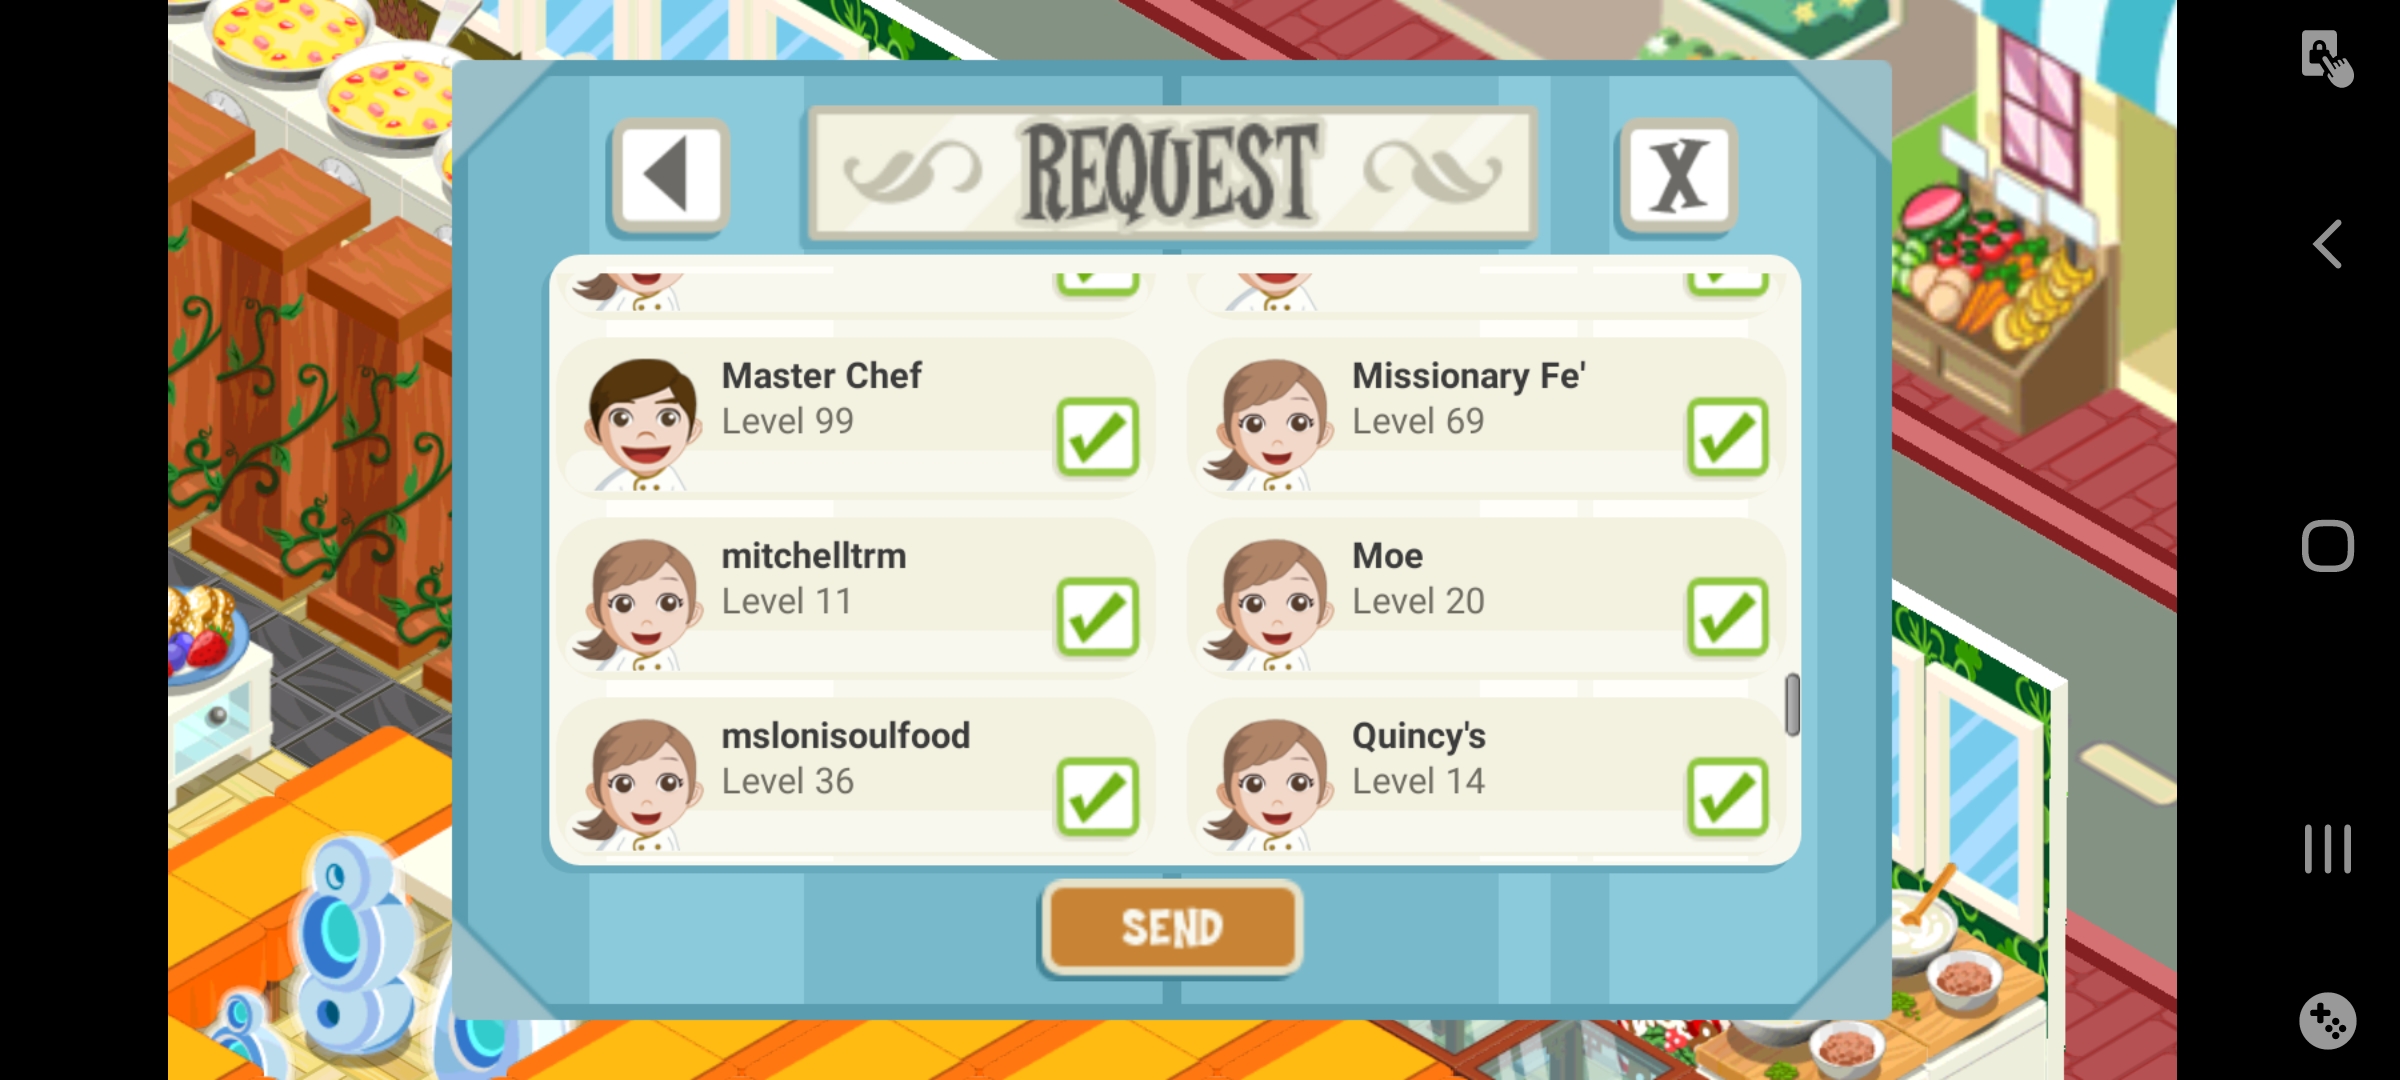 REQUEST
X
Master Chef
Level 99
Missionary Fe'
Level 69
mitchelltrm
Level 11
Moe
Level 20
mslonisoulfood
Level 36
Quincy's
Level 14
SEND